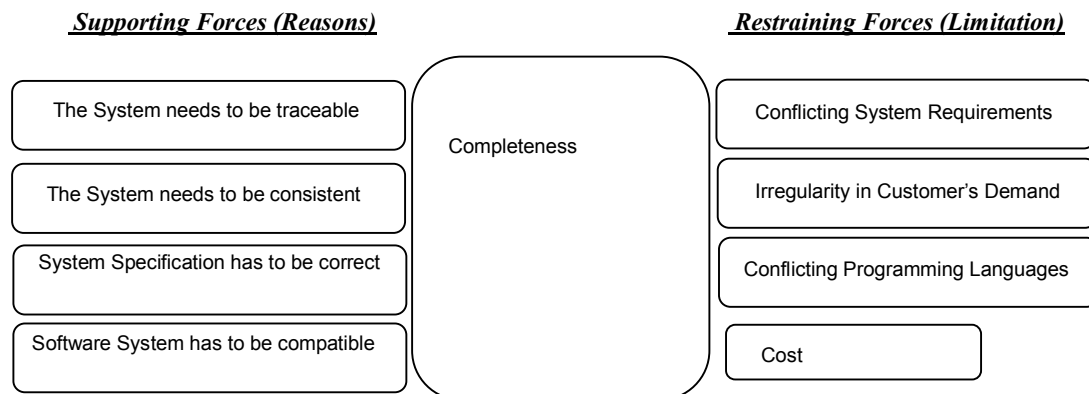 Supporting Forces (Reasons)
Restraining Forces (Limitation)
The System needs to be traceable
The System needs to be consistent
System Specification has to be correct
Software System has to be compatible
Completeness
Conflicting System Requirements
Irregularity in Customer’s Demand
Conflicting Programming Languages
Cost